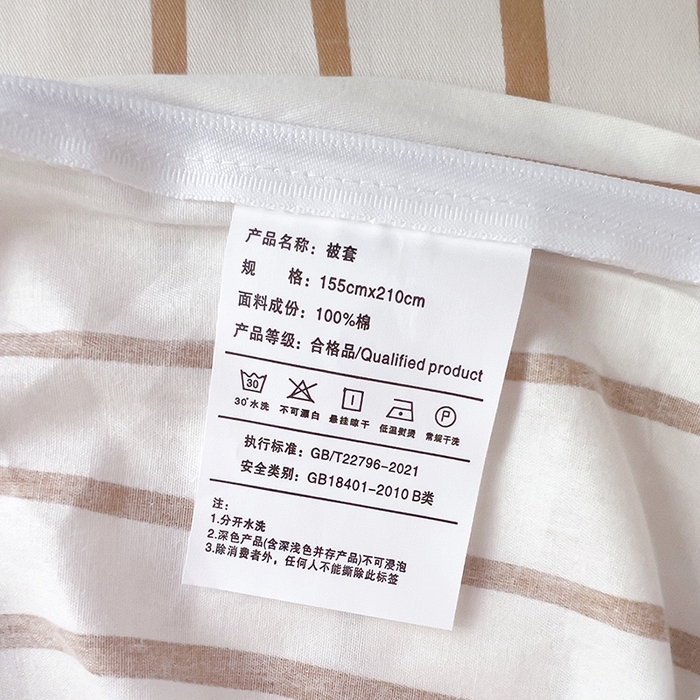 产品名称：被套
规　　格：155cmx210cm
面料成份：100%棉
产品等级：合格品/Qualified product
30 P
30°水洗 不可漂白 悬挂晾干 低温熨烫 常规干洗
执行标准：GB/T22796-2021
安全类别：GB18401-2010 B类
注：
1.分开水洗
2.深色产品(含深浅色并存产品)不可浸泡
3.除消费者外，任何人不能撕除此标签